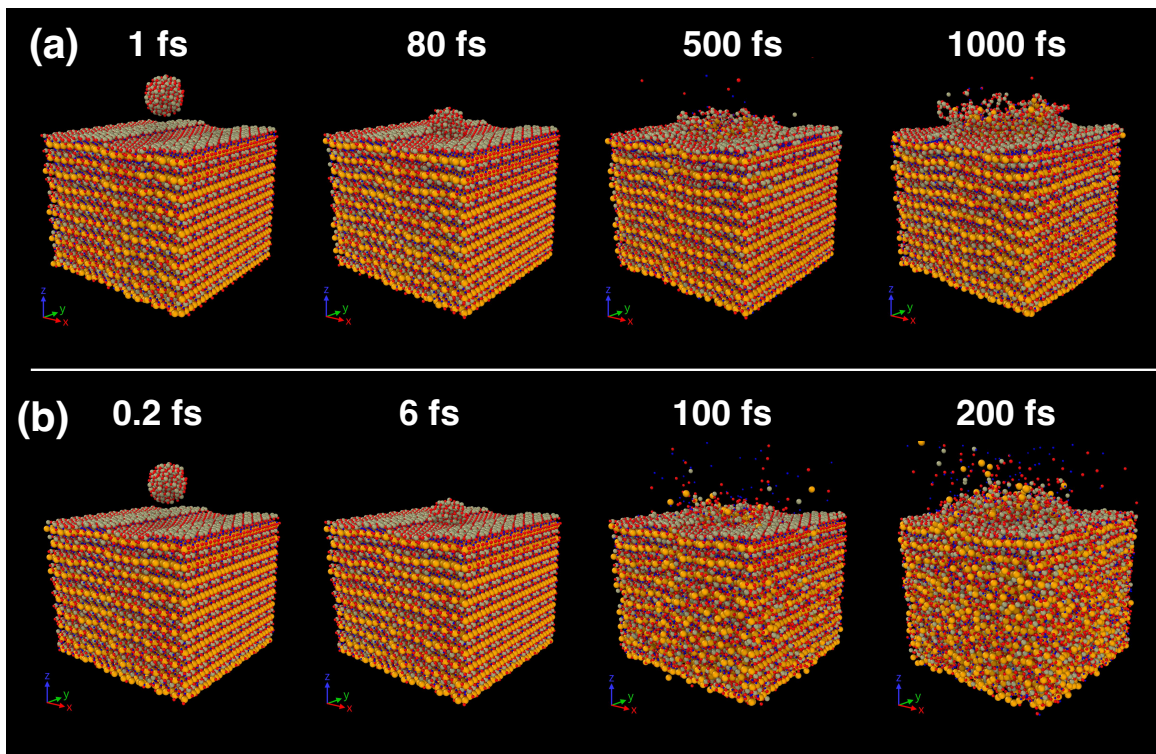 (a) 1 fs 80 fs 500 fs 1000 fs
z y x z y x z y x z y x
(b) 0.2 fs 6 fs 100 fs 200 fs
z y x z y x z y x z y x